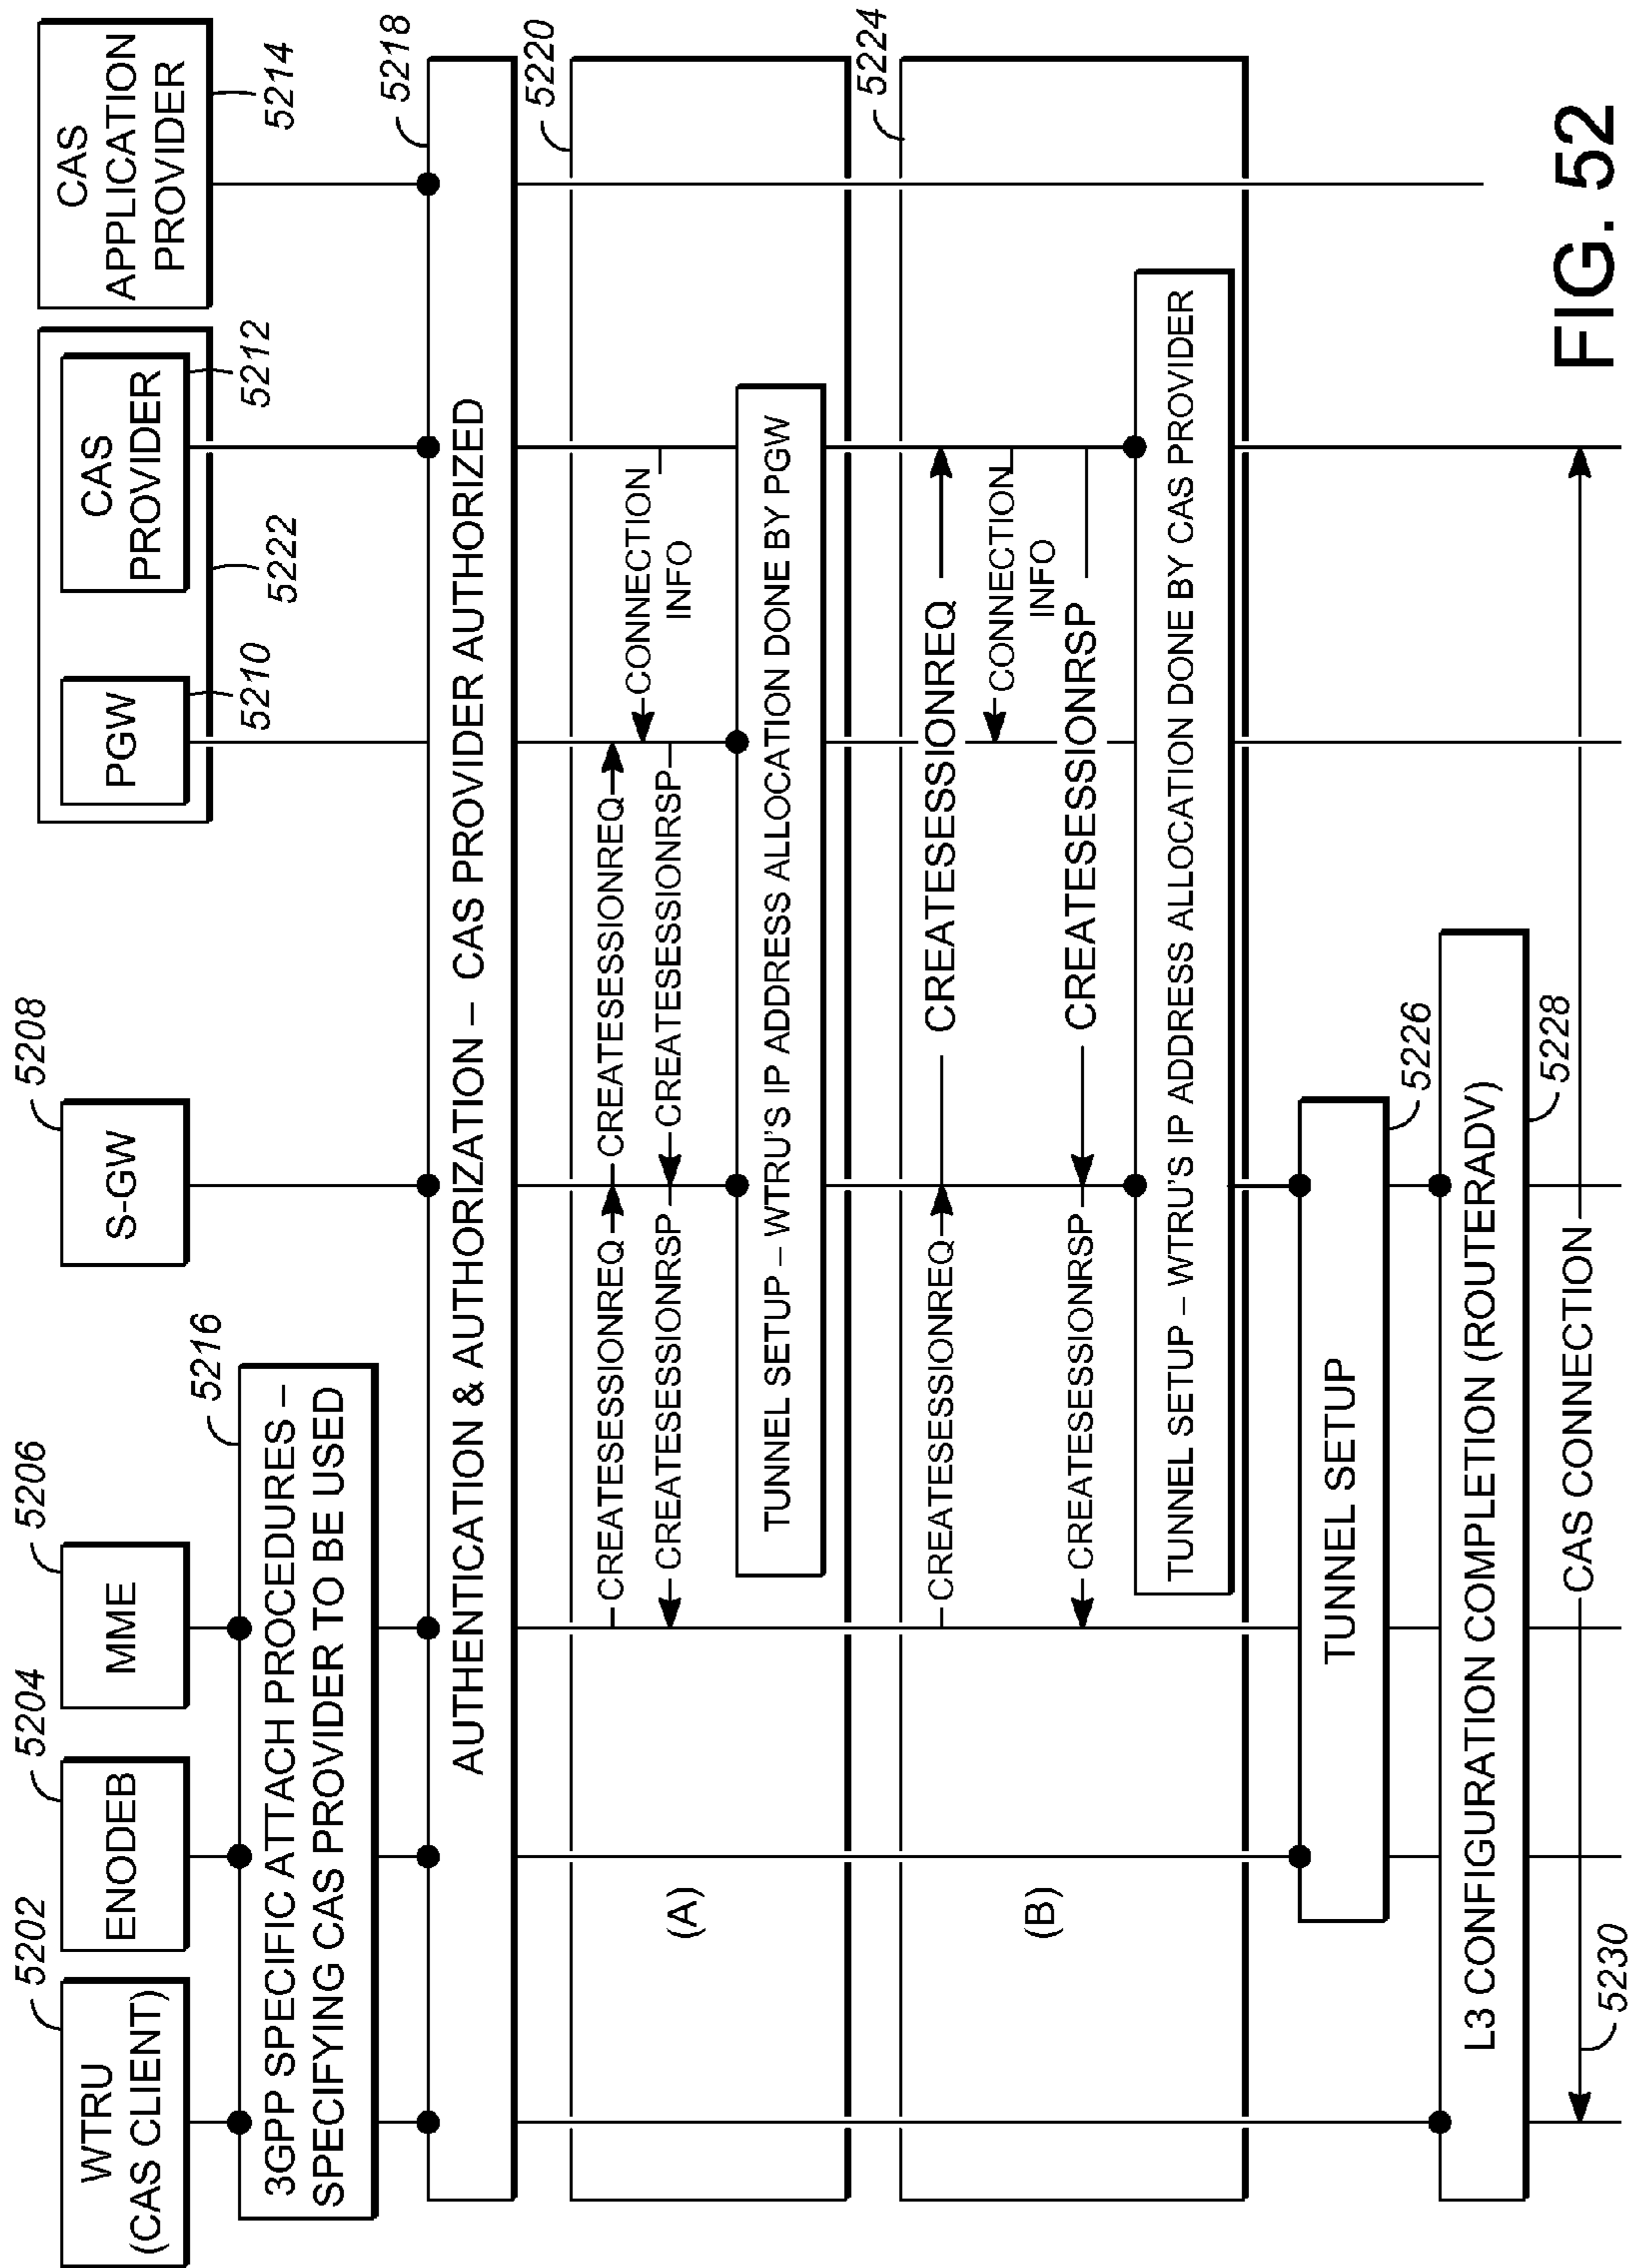 5202
5204
5206
5208
WTRU
(CAS CLIENT)
ENODEB
MME
S-GW
PGW
CAS
PROVIDER
CAS
APPLICATION
PROVIDER
5210
5222
5212
5214
5216
3GPP SPECIFIC ATTACH PROCEDURES –
SPECIFYING CAS PROVIDER TO BE USED
5218
AUTHENTICATION & AUTHORIZATION – CAS PROVIDER AUTHORIZED
5220
(A)
CREATESESSIONREQ
CREATESESSIONREQ
CONNECTION
INFO
CREATESESSIONRSP
CREATESESSIONRSP
TUNNEL SETUP – WTRU'S IP ADDRESS ALLOCATION DONE BY PGW
5224
(B)
CREATESESSIONREQ
CREATESESSIONREQ
CONNECTION
INFO
CREATESESSIONRSP
CREATESESSIONRSP
TUNNEL SETUP – WTRU'S IP ADDRESS ALLOCATION DONE BY CAS PROVIDER
TUNNEL SETUP
5226
L3 CONFIGURATION COMPLETION (ROUTERADV)
5228
CAS CONNECTION
5230
FIG. 52